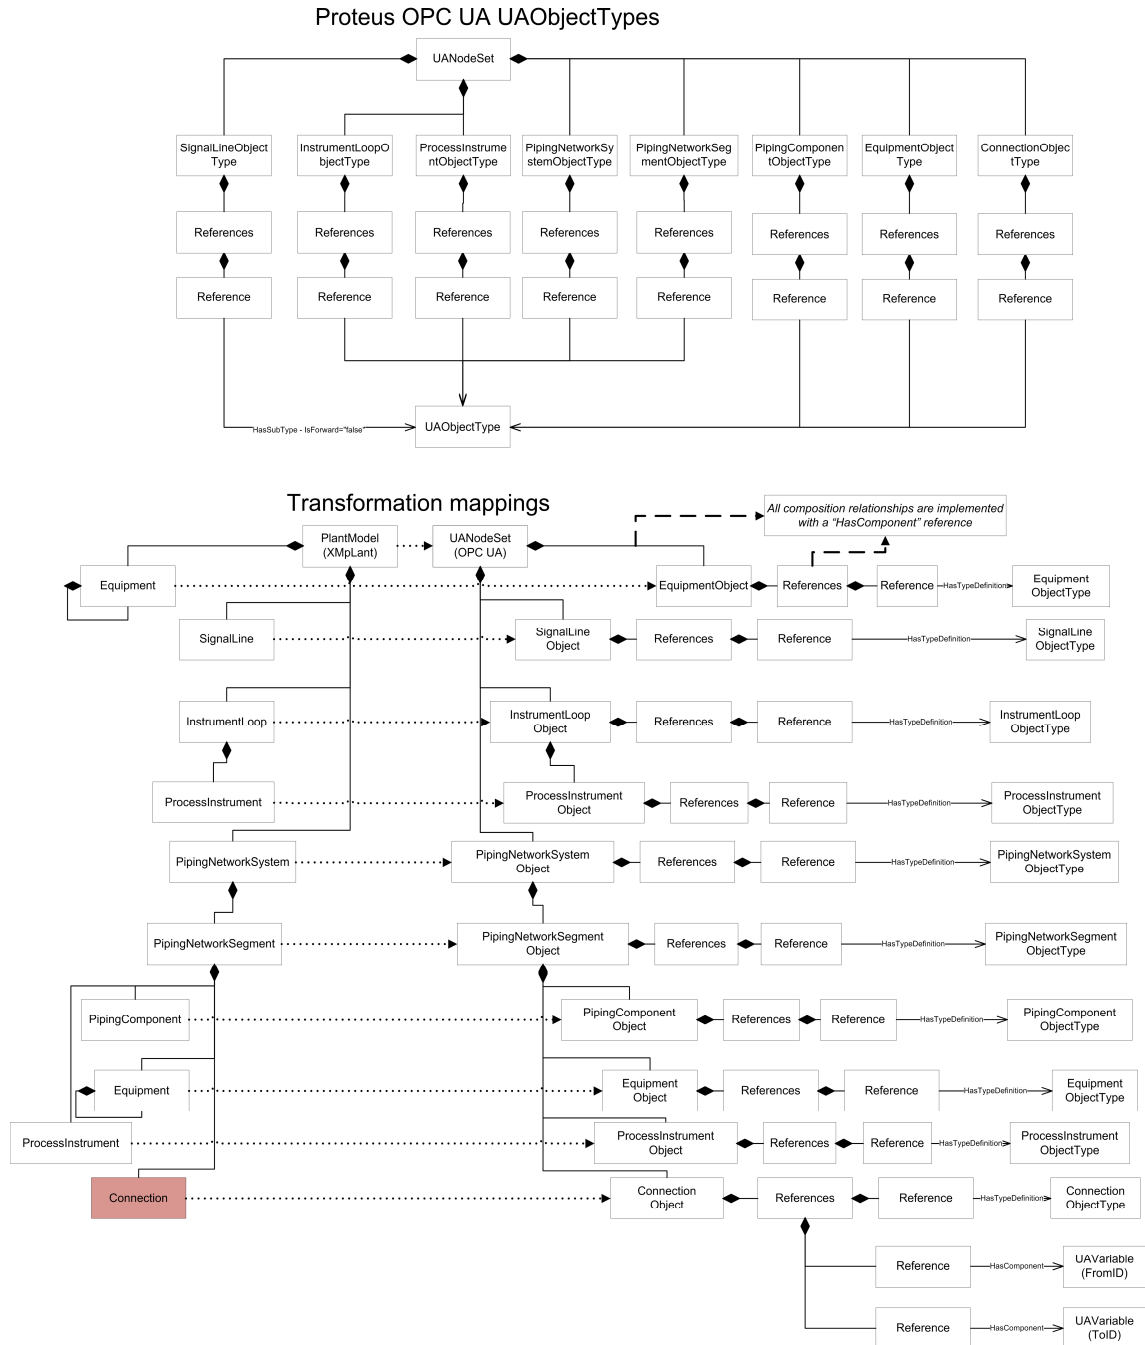 Proteus OPC UA UAObjectTypes
UANodeSet
SignalLineObject
Type
InstrumentLoopO
bjectType
ProcessInstrume
ntObjectType
PipingNetworkSy
stemObjectType
PipingNetworkSeg
mentObjectType
PipingComponen
tObjectType
EquipmentObject
Type
ConnectionObjec
tType
References
References
References
References
References
References
References
References
Reference
Reference
Reference
Reference
Reference
Reference
Reference
Reference
HasSubType - IsForward="false"
UAObjectType
Transformation mappings
All composition relationships are implemented
with a “HasComponent” reference
PlantModel
(XMpLant)
UANodeSet
(OPC UA)
Equipment
EquipmentObject
References
Reference
HasTypeDefinition
Equipment
ObjectType
SignalLine
SignalLine
Object
References
Reference
HasTypeDefinition
SignalLine
ObjectType
InstrumentLoop
InstrumentLoop
Object
References
Reference
HasTypeDefinition
InstrumentLoop
ObjectType
ProcessInstrument
ProcessInstrument
Object
References
Reference
HasTypeDefinition
ProcessInstrument
ObjectType
PipingNetworkSystem
PipingNetworkSystem
Object
References
Reference
HasTypeDefinition
PipingNetworkSystem
ObjectType
PipingNetworkSegment
PipingNetworkSegment
Object
References
Reference
HasTypeDefinition
PipingNetworkSegment
ObjectType
PipingComponent
PipingComponent
Object
References
Reference
HasTypeDefinition
PipingComponent
ObjectType
Equipment
Equipment
Object
References
Reference
HasTypeDefinition
Equipment
ObjectType
ProcessInstrument
ProcessInstrument
Object
References
Reference
HasTypeDefinition
ProcessInstrument
ObjectType
Connection
Connection
Object
References
Reference
HasTypeDefinition
Connection
ObjectType
Reference
HasComponent
UAVariable
(FromID)
Reference
HasComponent
UAVariable
(ToID)